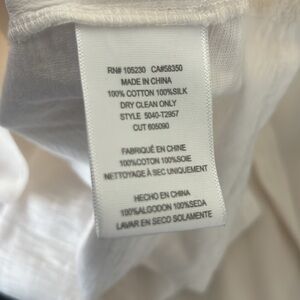 RN# 105230 CA#58350
MADE IN CHINA
100% COTTON 100%SILK
DRY CLEAN ONLY
STYLE 5040-T2957
CUT 605090
FABRIQUÉ EN CHINE
100%COTON 100%SOIE
NETTOYAGE À SEC UNIQUEMENT
HECHO EN CHINA
100%ALGODON 100%SEDA
LAVAR EN SECO SOLAMENTE